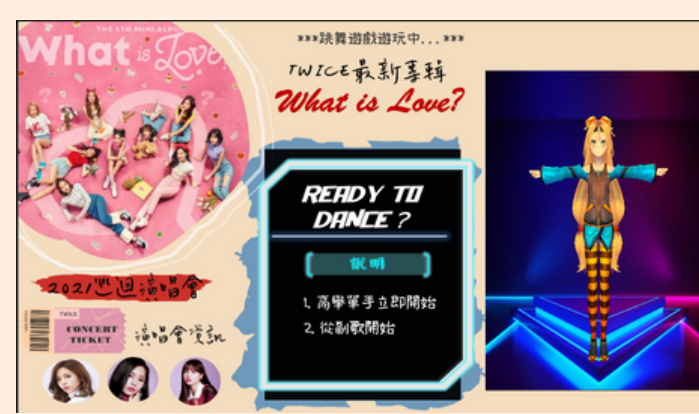 THE 5TH MINI ALBUM
What is Love?
***跳舞遊戲遊玩中...***
TWICE最新專輯
What is Love?
READY TO
DANCE?
說明
1. 高舉單手立即開始
2. 從副歌開始
2021巡迴演唱會
TWICE
CONCERT
TICKET
演唱會資訊